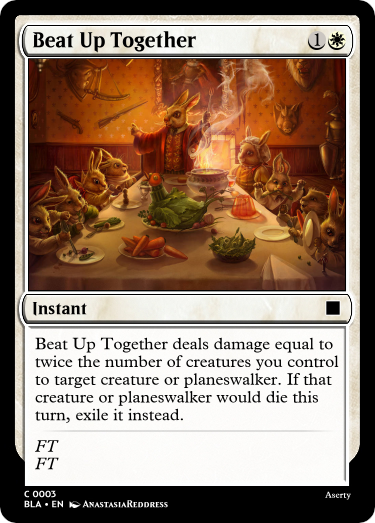 Beat Up Together 1
Instant
Beat Up Together deals damage equal to
twice the number of creatures you control
to target creature or planeswalker. If that
creature or planeswalker would die this
turn, exile it instead.
FT
FT
C 0003
BLA • EN AnastasiaReddress
Aserty